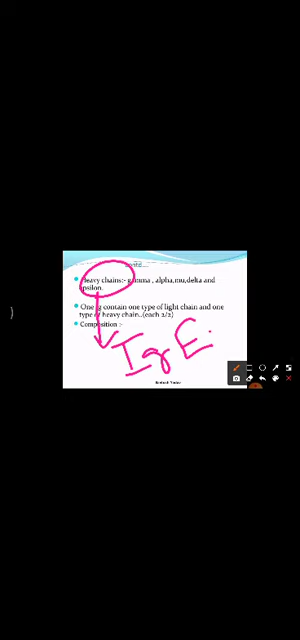 Contd...
Heavy chains:- gamma , alpha,mu,delta and
epsilon.
One Ig contain one type of light chain and one
type of heavy chain..(each 2/2)
Composition :-
IgE.